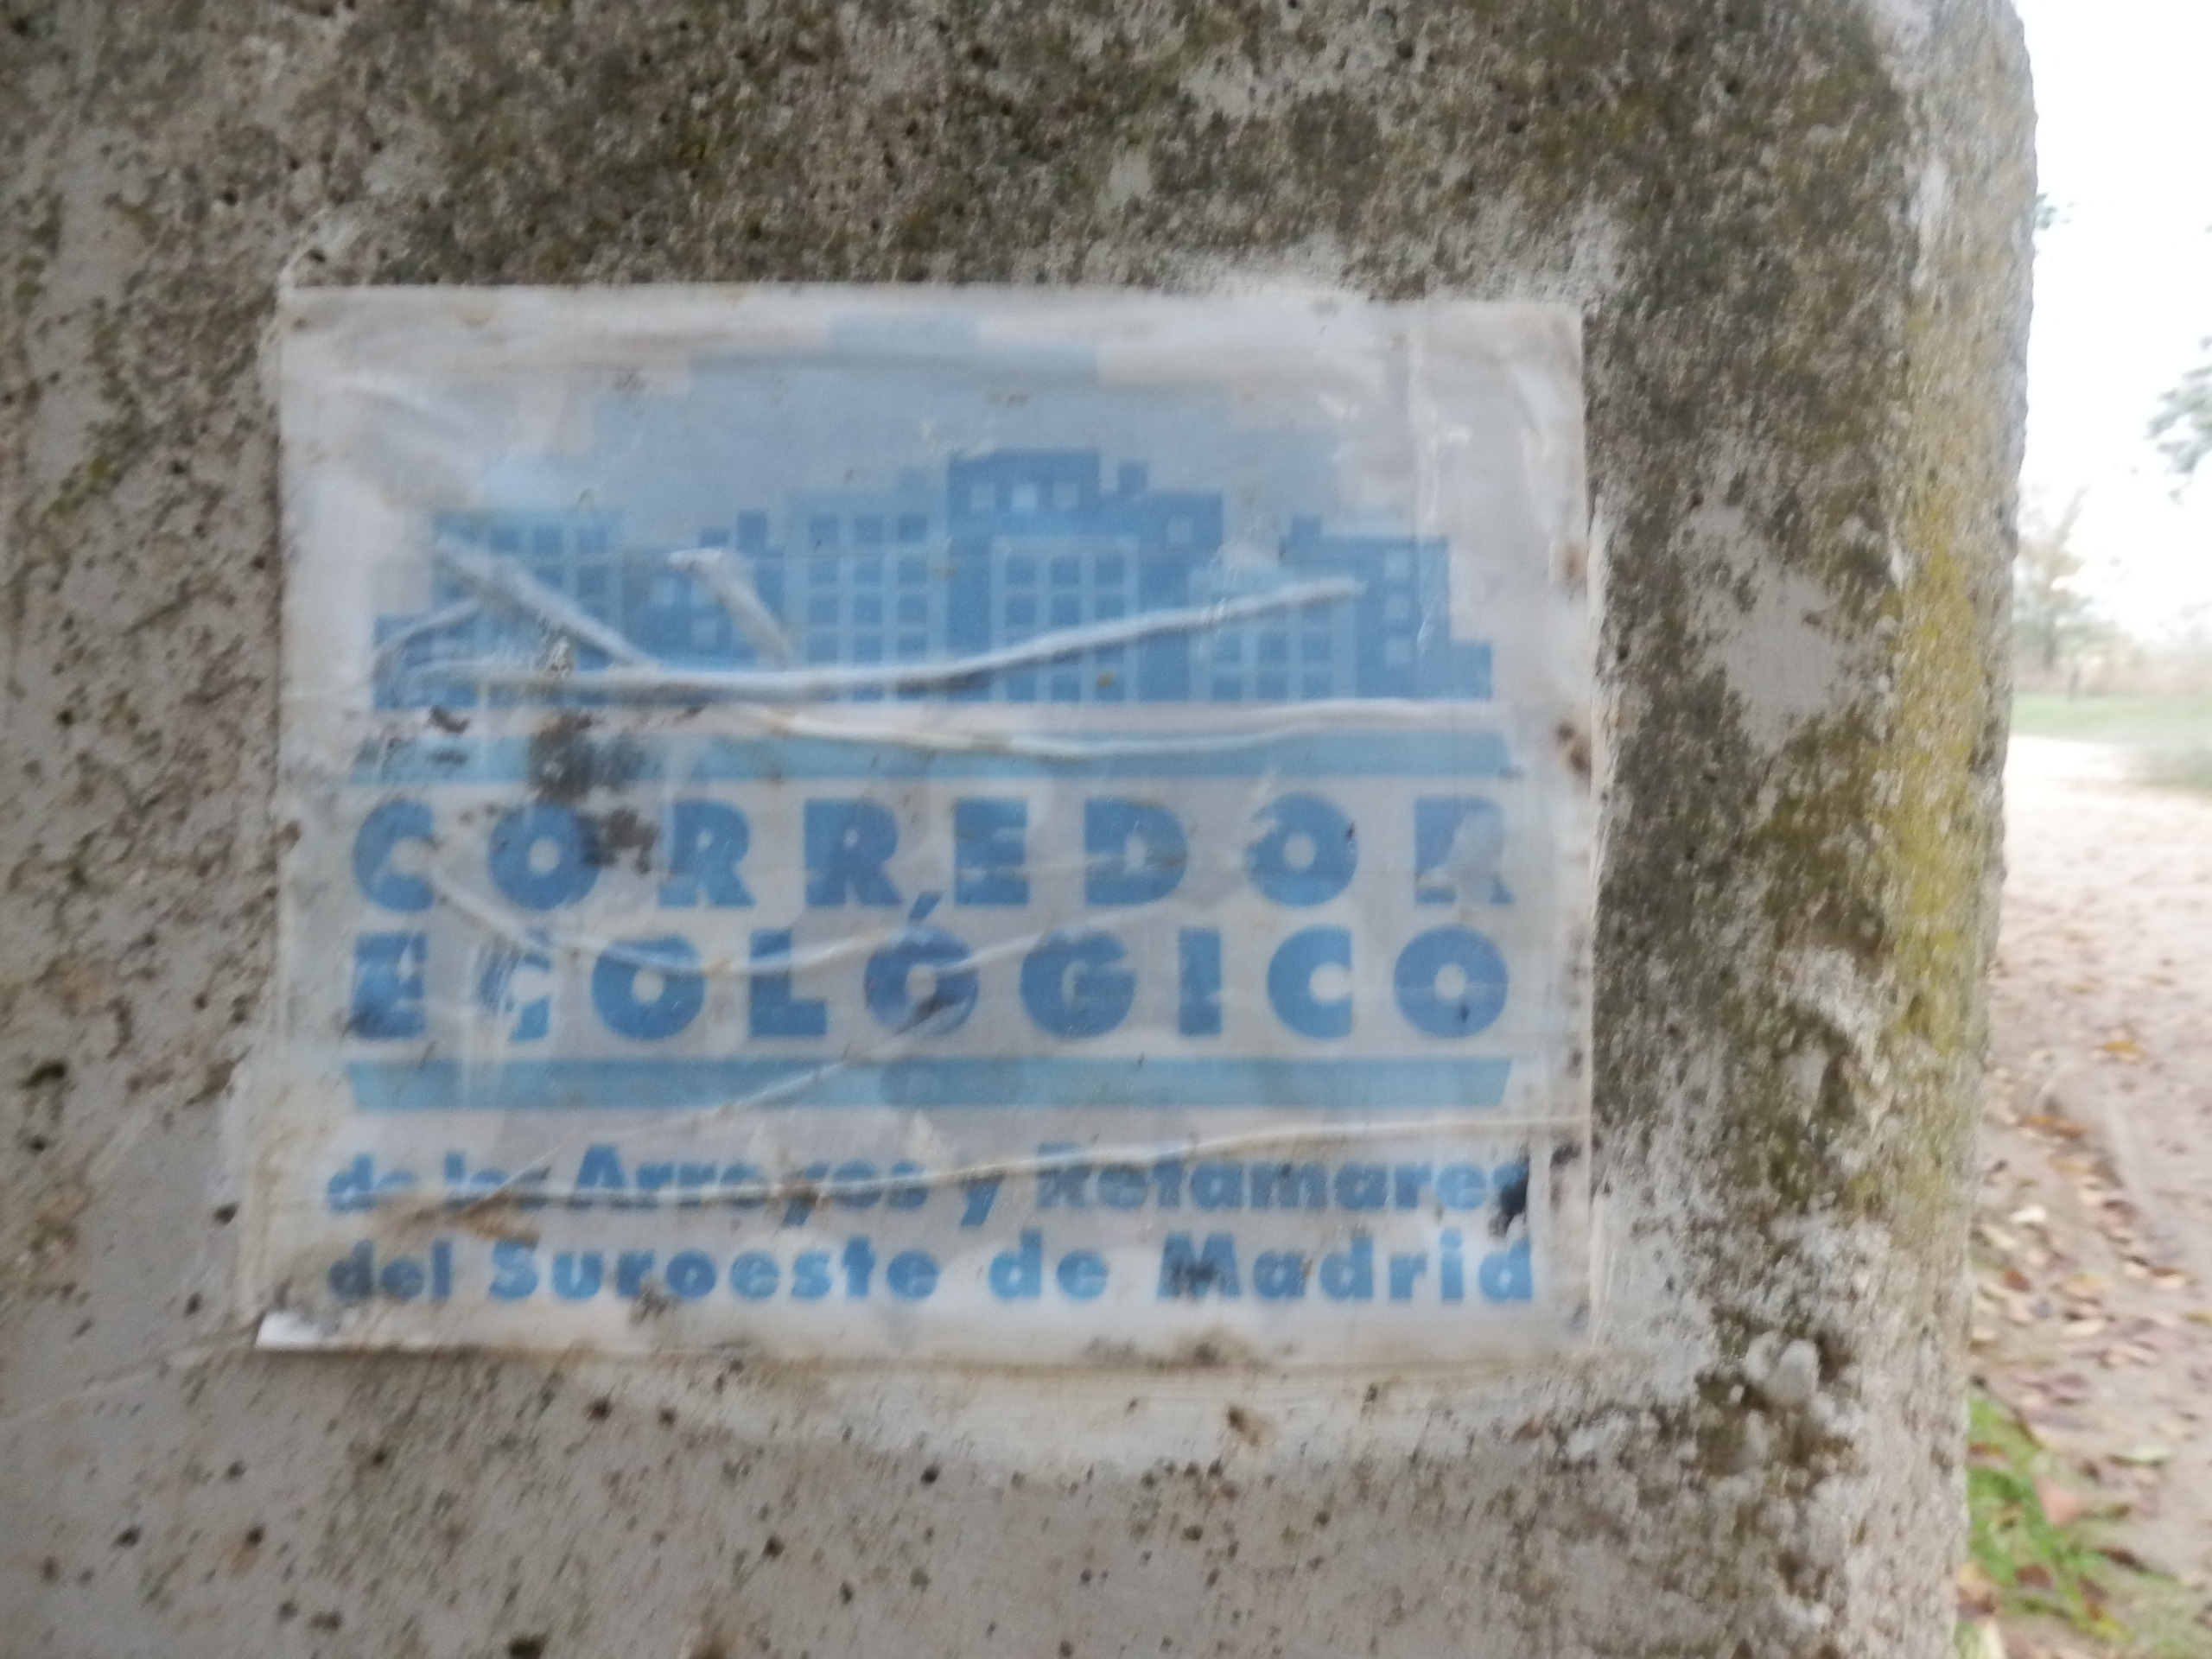 CORREDOR
ECOLÓGICO
de los Arroyos y Retamares
del Suroeste de Madrid